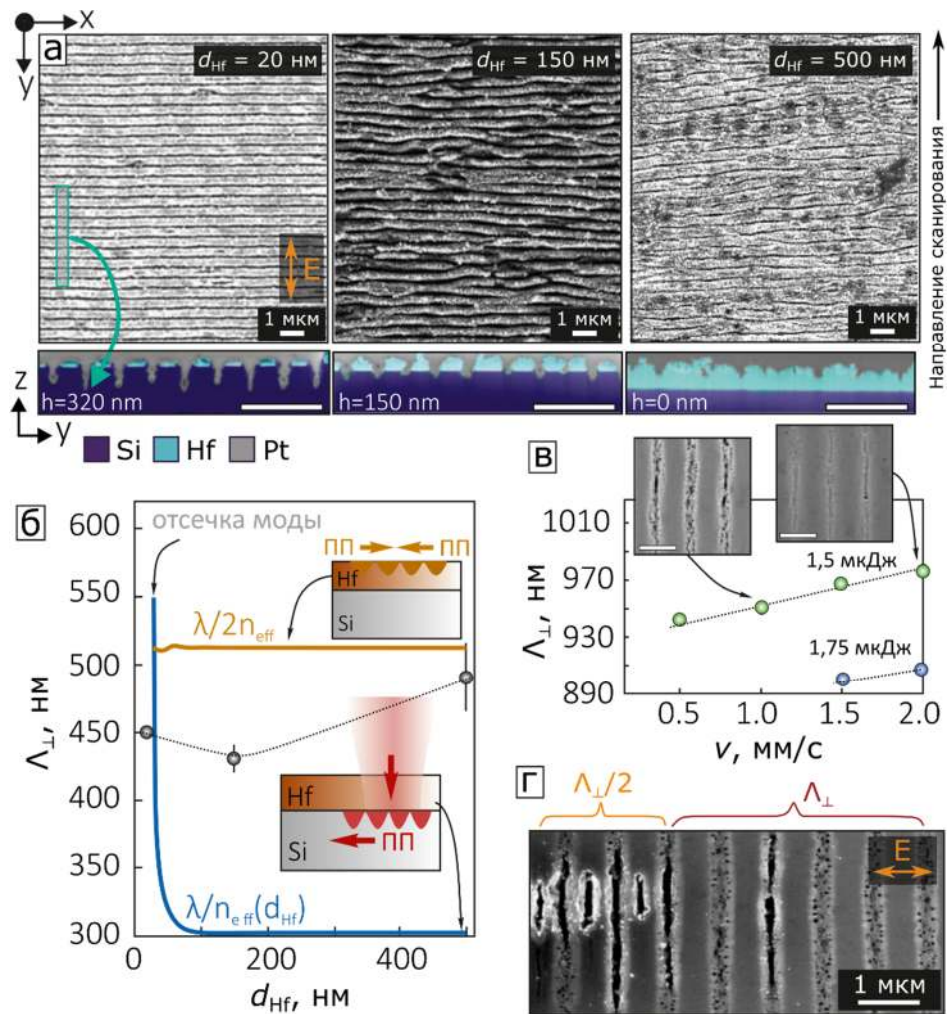 x
y
а
d_Hf = 20 нм
d_Hf = 150 нм
d_Hf = 500 нм
Направление сканирования
E
1 мкм
1 мкм
1 мкм
z
y
h=320 nm
h=150 nm
h=0 nm
Si Hf Pt
б
600
550
500
450
400
350
300
Λ⊥, нм
отсечка моды
ПП ПП
Hf
Si
λ/2n_eff
Hf
Si
ПП
λ/n_eff(d_Hf)
0 200 400
d_Hf, нм
в
1010
970
930
890
Λ⊥, нм
1,5 мкДж
1,75 мкДж
0.5 1.0 1.5 2.0
v, мм/с
г
Λ⊥/2
Λ⊥
E
1 мкм